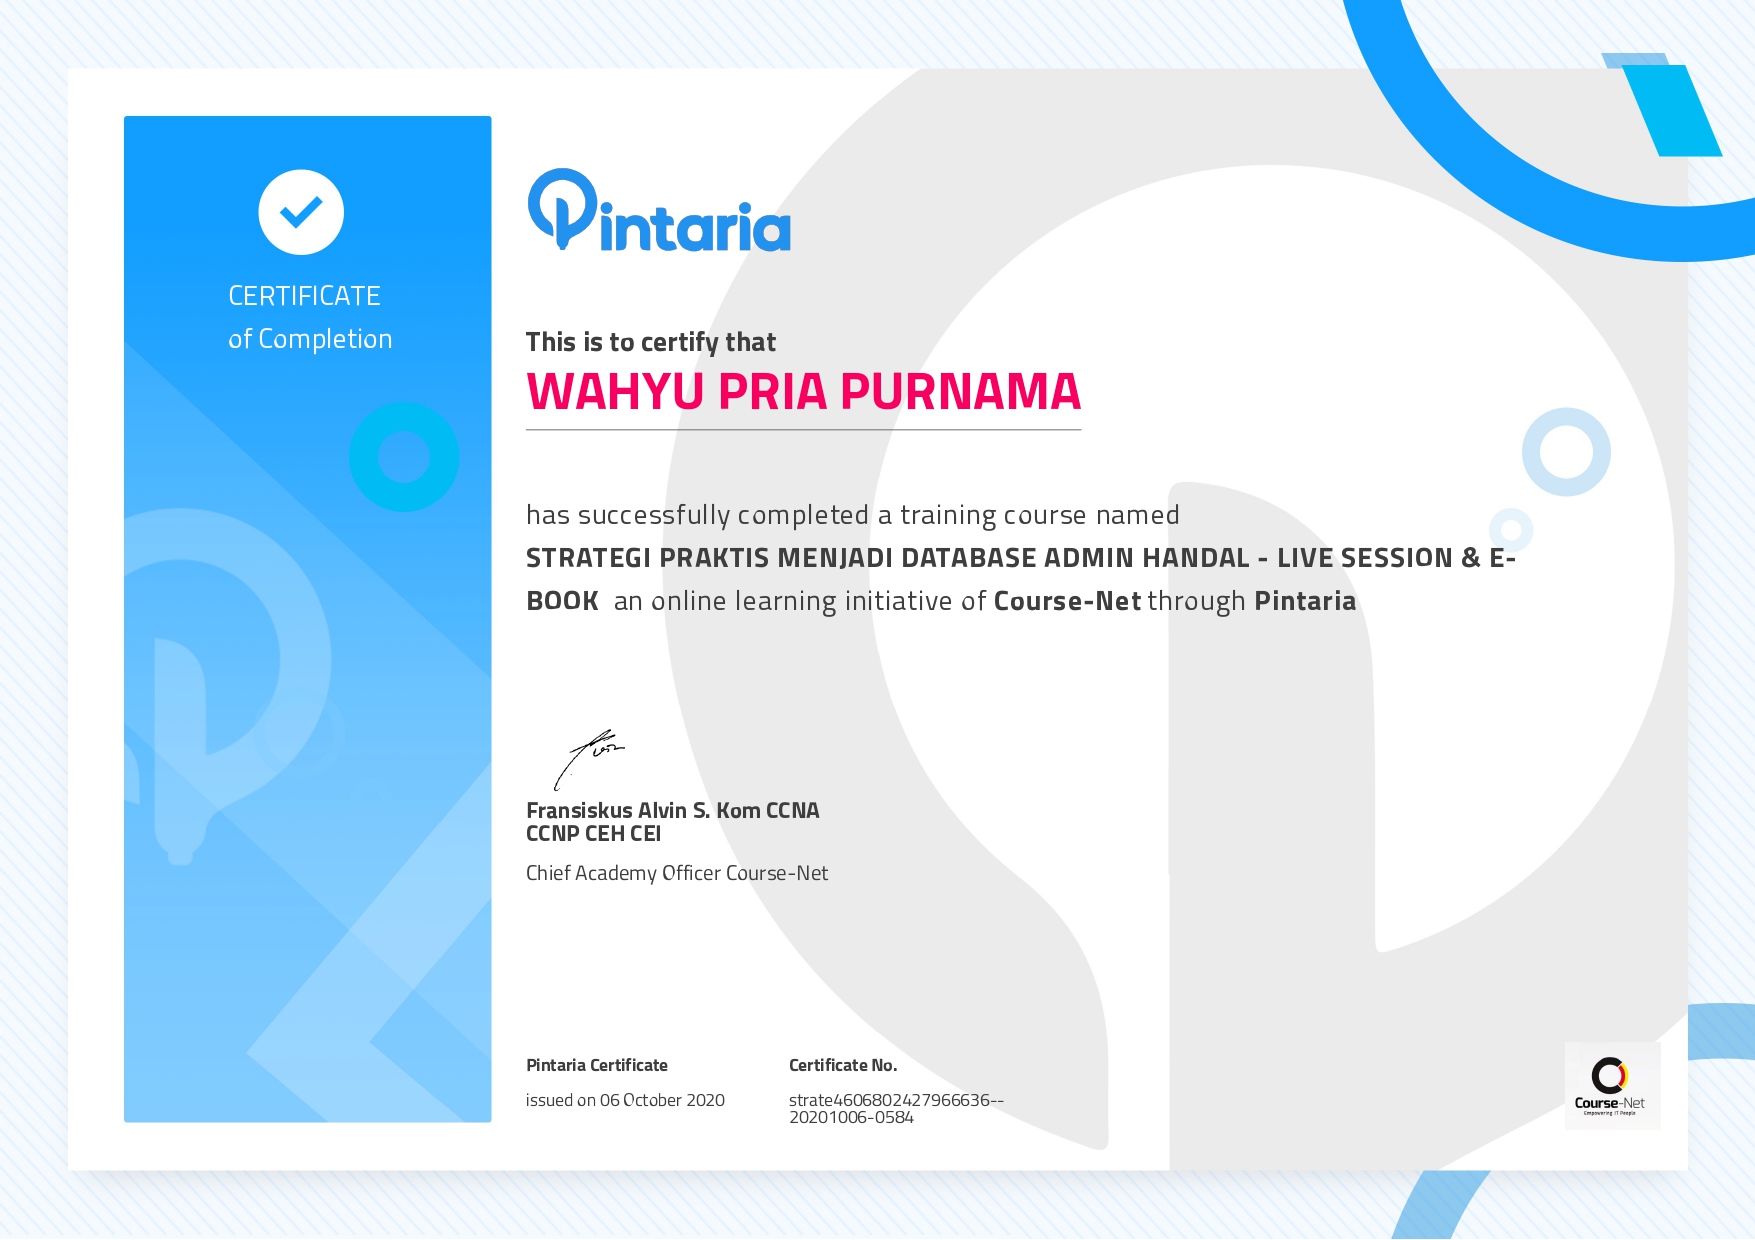 CERTIFICATE
of Completion
Pintaria
This is to certify that
WAHYU PRIA PURNAMA
has successfully completed a training course named
STRATEGI PRAKTIS MENJADI DATABASE ADMIN HANDAL - LIVE SESSION & E-
BOOK an online learning initiative of Course-Net through Pintaria
Fransiskus Alvin S. Kom CCNA
CCNP CEH CEI
Chief Academy Officer Course-Net
Pintaria Certificate
issued on 06 October 2020
Certificate No.
strate4606802427966636--
20201006-0584
Course-Net
Empowering IT People